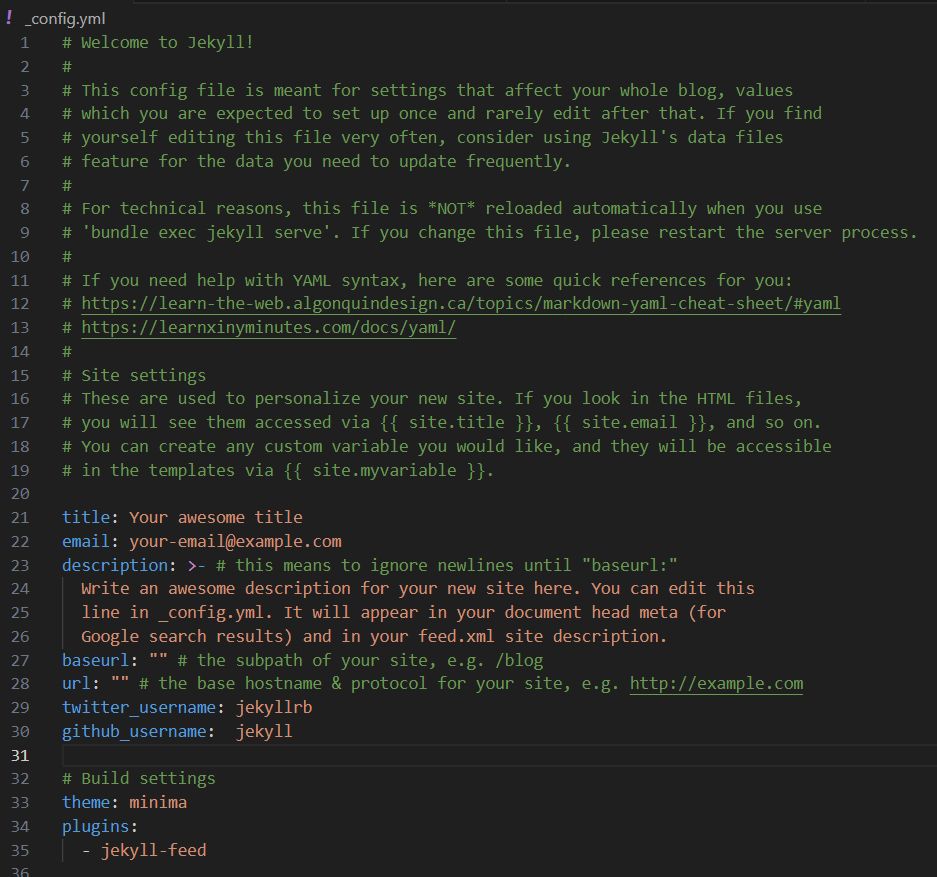 ! _config.yml
1 # Welcome to Jekyll!
2 #
3 # This config file is meant for settings that affect your whole blog, values
4 # which you are expected to set up once and rarely edit after that. If you find
5 # yourself editing this file very often, consider using Jekyll's data files
6 # feature for the data you need to update frequently.
7 #
8 # For technical reasons, this file is *NOT* reloaded automatically when you use
9 # 'bundle exec jekyll serve'. If you change this file, please restart the server process.
10 #
11 # If you need help with YAML syntax, here are some quick references for you:
12 # https://learn-the-web.algonquindesign.ca/topics/markdown-yaml-cheat-sheet/#yaml
13 # https://learnxinyminutes.com/docs/yaml/
14 #
15 # Site settings
16 # These are used to personalize your new site. If you look in the HTML files,
17 # you will see them accessed via {{ site.title }}, {{ site.email }}, and so on.
18 # You can create any custom variable you would like, and they will be accessible
19 # in the templates via {{ site.myvariable }}.
20
21 title: Your awesome title
22 email: your-email@example.com
23 description: >- # this means to ignore newlines until "baseurl:"
24   Write an awesome description for your new site here. You can edit this
25   line in _config.yml. It will appear in your document head meta (for
26   Google search results) and in your feed.xml site description.
27 baseurl: "" # the subpath of your site, e.g. /blog
28 url: "" # the base hostname & protocol for your site, e.g. http://example.com
29 twitter_username: jekyllrb
30 github_username:  jekyll
31
32 # Build settings
33 theme: minima
34 plugins:
35   - jekyll-feed
36